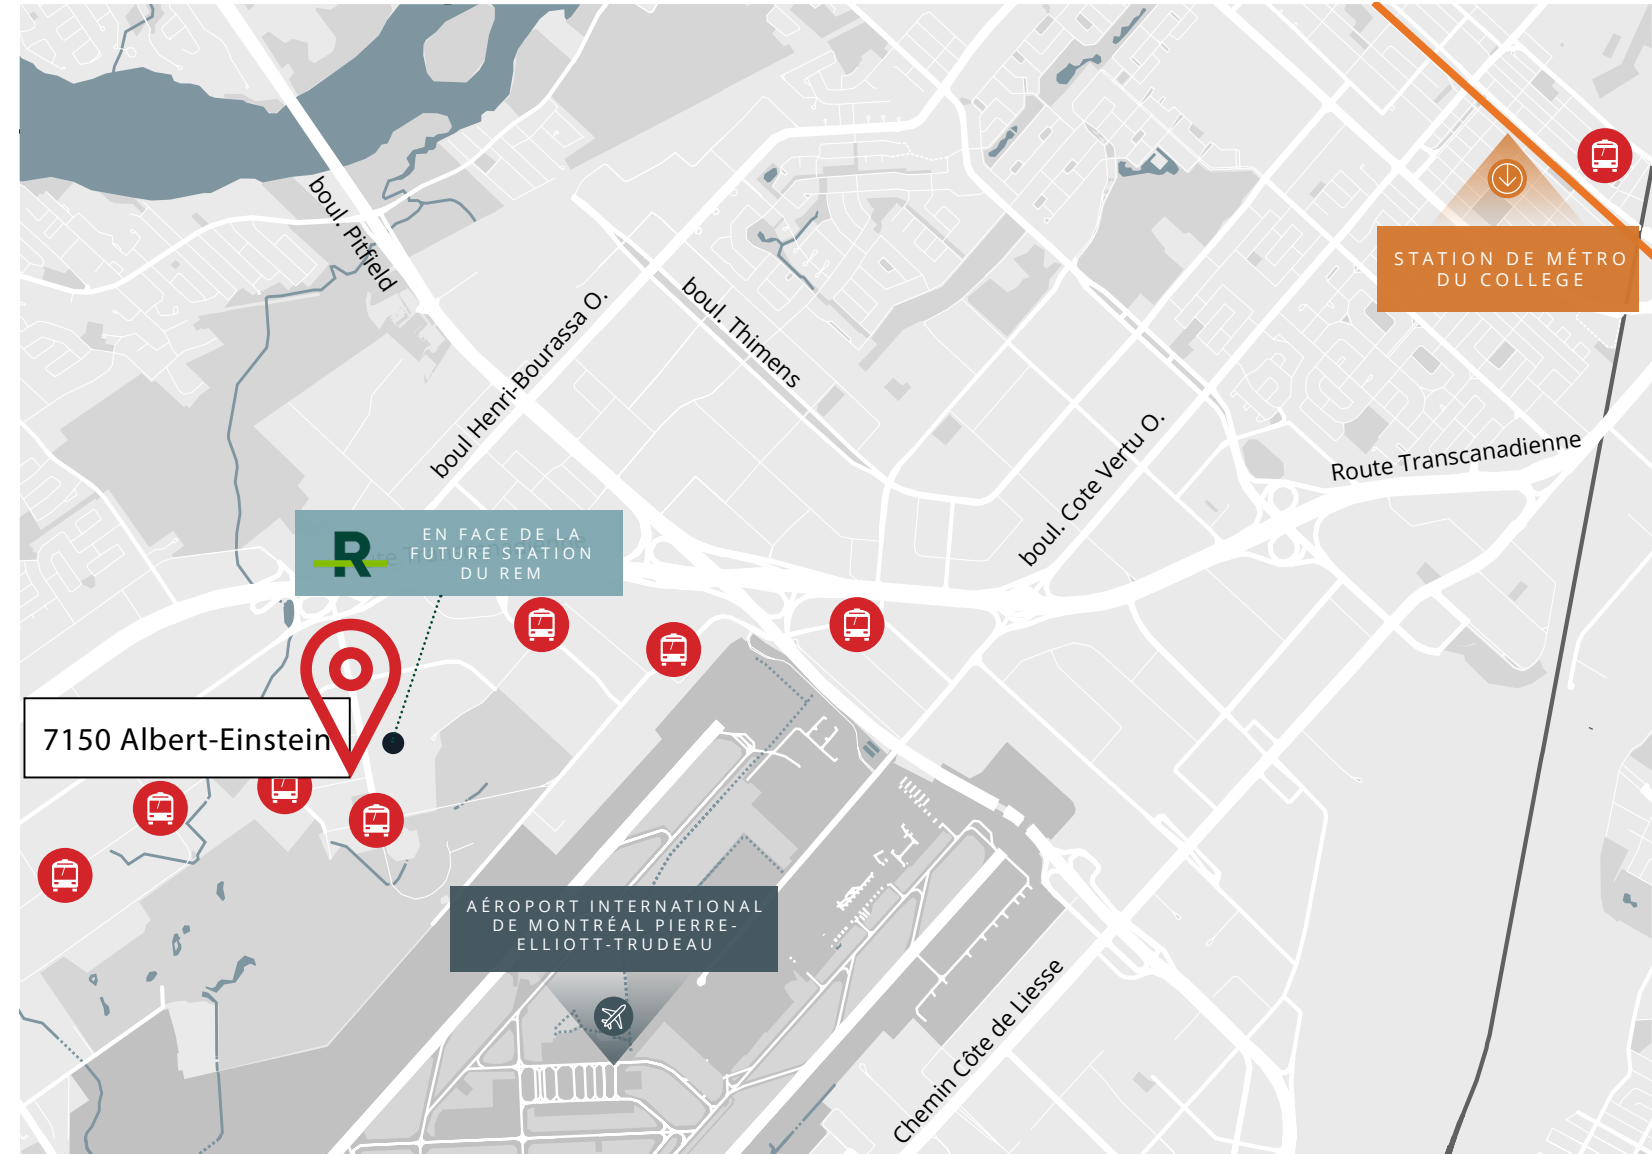 boul. Pitfield
STATION DE MÉTRO
DU COLLEGE
boul Henri-Bourassa O.
boul. Thimens
boul. Cote Vertu O.
Route Transcanadienne
R
EN FACE DE LA
FUTURE STATION
DU REM
7150 Albert-Einstein
AÉROPORT INTERNATIONAL
DE MONTRÉAL PIERRE-
ELLIOTT-TRUDEAU
Chemin Côte de Liesse